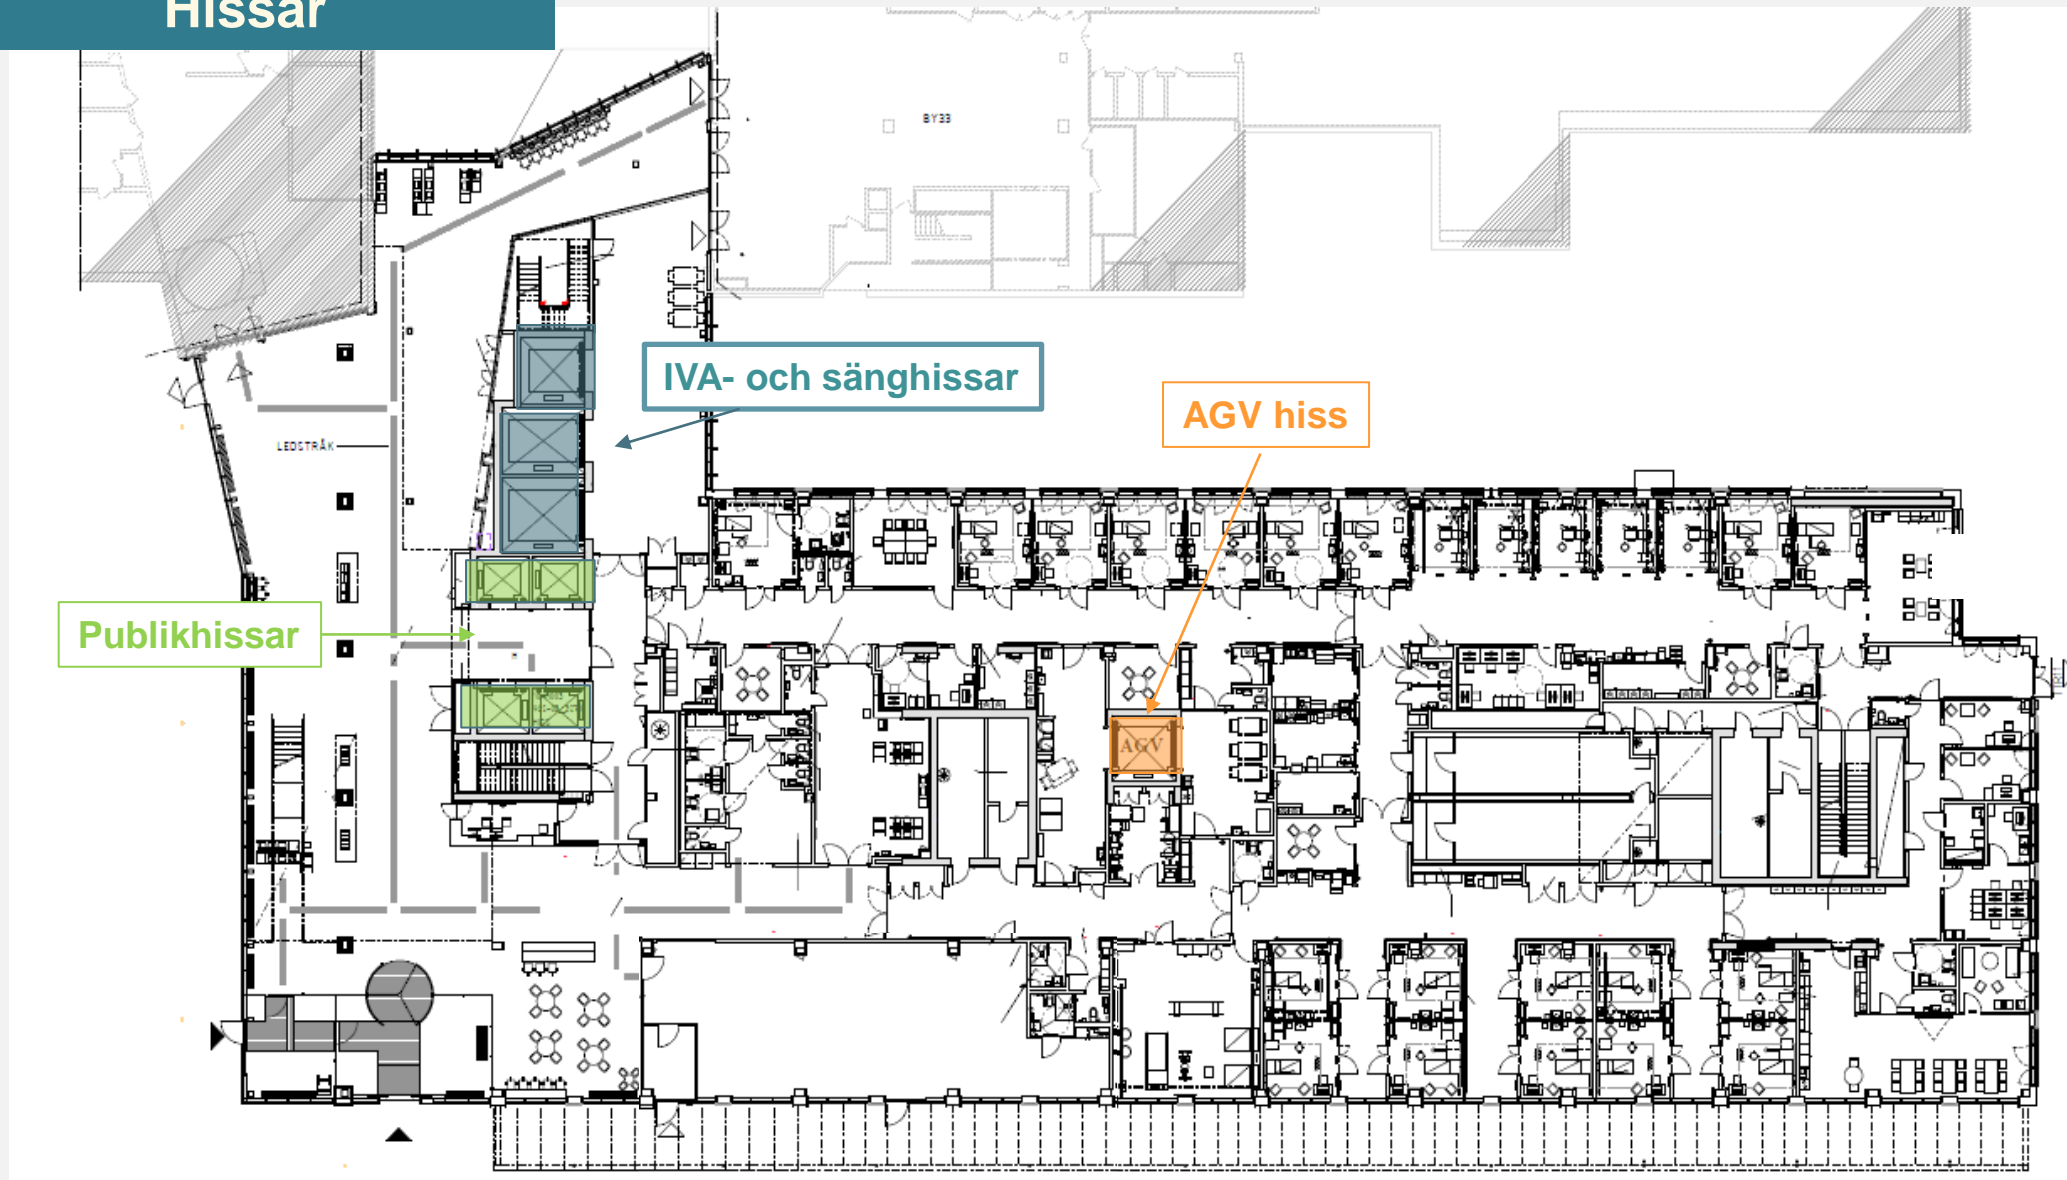 Hissar
BY33
IVA- och sänghissar
AGV hiss
LEDSTRÅK
Publikhissar
AGV